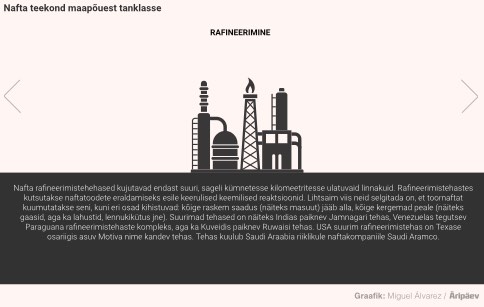 Nafta teekond maapõuest tanklasse
RAFINEERIMINE
Nafta rafineerimistehehased kujutavad endast suuri, sageli kümnetesse kilomeetritesse ulatuvaid linnakuid. Rafineerimistehastes
kutsutakse naftatoodete eraldamiseks esile keerulised keemilised reaktsioonid. Lihtsaim viis neid selgitada on, et toornaftat
kuumutatakse seni, kuni eri osad kihistuvad: kõige raskem saadus (näiteks masuut) jääb alla, kõige kergemad peale (näiteks
gaasid, aga ka lahustid, lennukikütus jne). Suurimad tehased on näiteks Indias paiknev Jamnagari tehas, Venezuelas tegutsev
Paraguana rafineerimistehaste kompleks, aga ka Kuveidis paiknev Ruwaisi tehas. USA suurim rafineerimistehas on Texase
osariigis asuv Motiva nime kandev tehas. Tehas kuulub Saudi Araabia riiklikule naftakompaniile Saudi Aramco.
Graafik: Miguel Álvarez / Äripäev